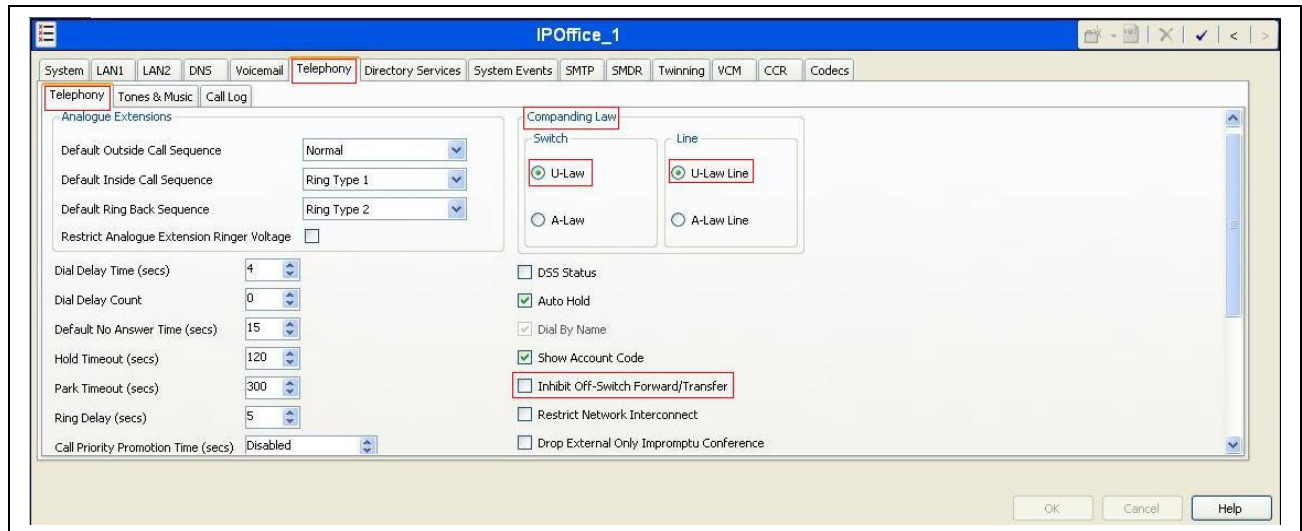 IPOffice_1
System LAN1 LAN2 DNS Voicemail Telephony Directory Services System Events SMTP SMDR Twinning VCM CCR Codecs
Telephony Tones & Music Call Log
Analogue Extensions
Default Outside Call Sequence Normal
Default Inside Call Sequence Ring Type 1
Default Ring Back Sequence Ring Type 2
Restrict Analogue Extension Ringer Voltage
Companding Law
Switch Line
U-Law U-Law Line
A-Law A-Law Line
Dial Delay Time (secs) 4
Dial Delay Count 0
Default No Answer Time (secs) 15
Hold Timeout (secs) 120
Park Timeout (secs) 300
Ring Delay (secs) 5
Call Priority Promotion Time (secs) Disabled
DSS Status
Auto Hold
Dial By Name
Show Account Code
Inhibit Off-Switch Forward/Transfer
Restrict Network Interconnect
Drop External Only Impromptu Conference
OK Cancel Help